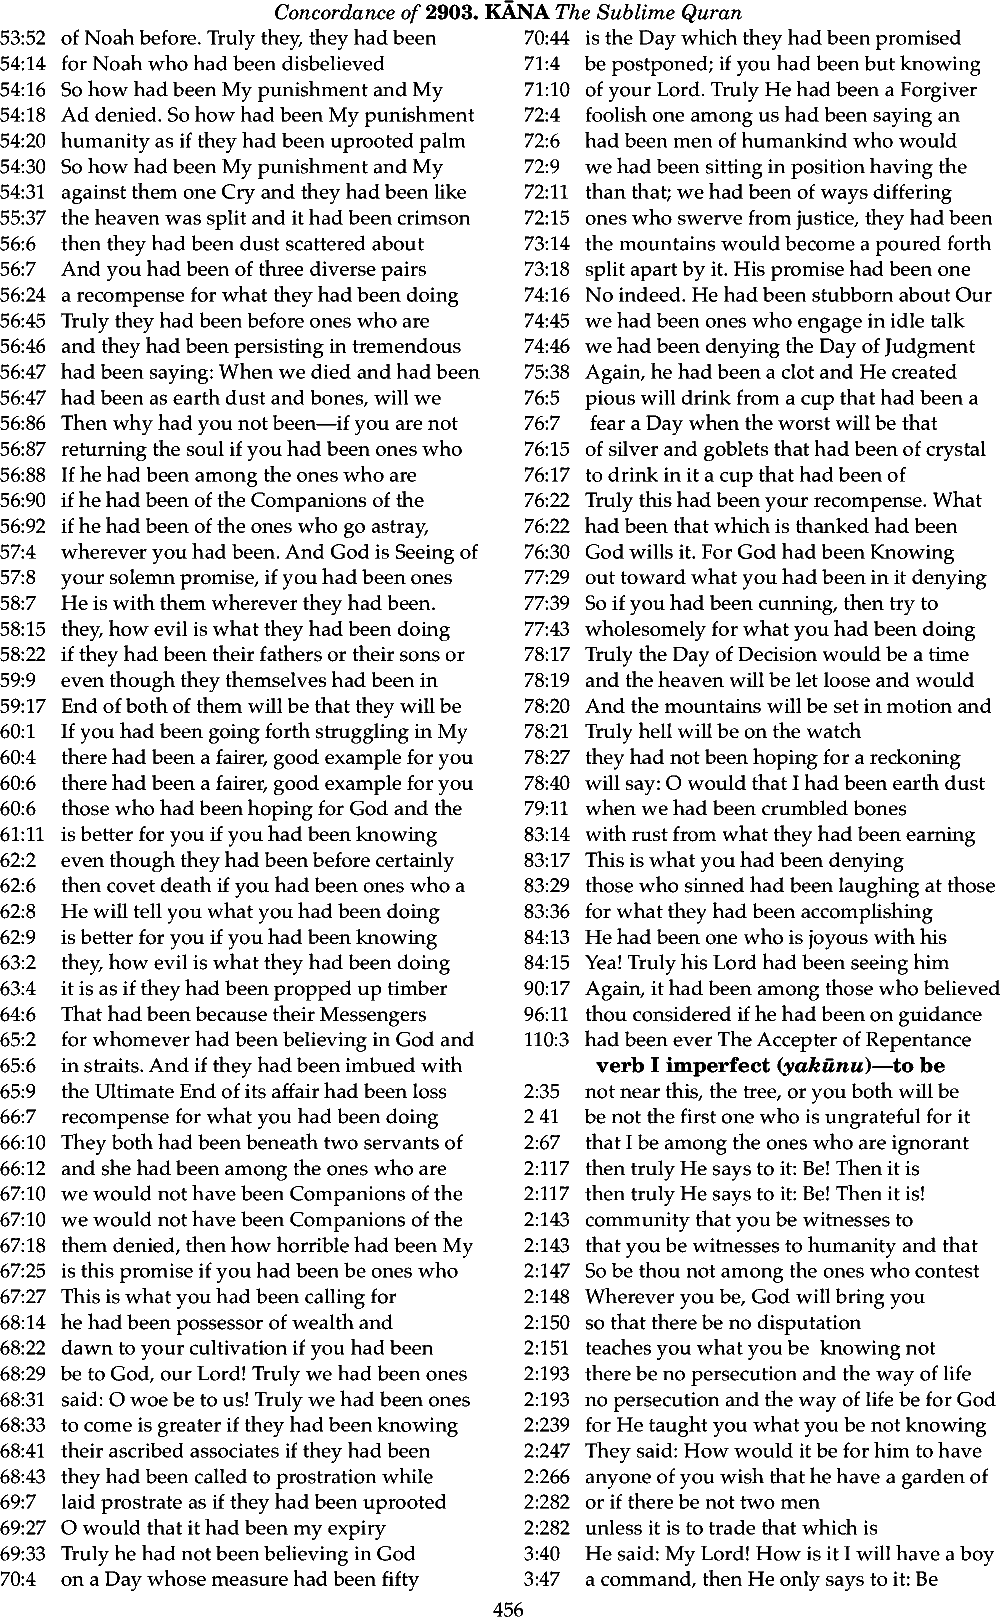 Concordance of 2903. KĀNA The Sublime Quran
53:52 of Noah before. Truly they, they had been
54:14 for Noah who had been disbelieved
54:16 So how had been My punishment and My
54:18 Ad denied. So how had been My punishment
54:20 humanity as if they had been uprooted palm
54:30 So how had been My punishment and My
54:31 against them one Cry and they had been like
55:37 the heaven was split and it had been crimson
56:6 then they had been dust scattered about
56:7 And you had been of three diverse pairs
56:24 a recompense for what they had been doing
56:45 Truly they had been before ones who are
56:46 and they had been persisting in tremendous
56:47 had been saying: When we died and had been
56:47 had been as earth dust and bones, will we
56:86 Then why had you not been—if you are not
56:87 returning the soul if you had been ones who
56:88 If he had been among the ones who are
56:90 if he had been of the Companions of the
56:92 if he had been of the ones who go astray,
57:4 wherever you had been. And God is Seeing of
57:8 your solemn promise, if you had been ones
58:7 He is with them wherever they had been.
58:15 they, how evil is what they had been doing
58:22 if they had been their fathers or their sons or
59:9 even though they themselves had been in
59:17 End of both of them will be that they will be
60:1 If you had been going forth struggling in My
60:4 there had been a fairer, good example for you
60:6 there had been a fairer, good example for you
60:6 those who had been hoping for God and the
61:11 is better for you if you had been knowing
62:2 even though they had been before certainly
62:6 then covet death if you had been ones who a
62:8 He will tell you what you had been doing
62:9 is better for you if you had been knowing
63:2 they, how evil is what they had been doing
63:4 it is as if they had been propped up timber
64:6 That had been because their Messengers
65:2 for whomever had been believing in God and
65:6 in straits. And if they had been imbued with
65:9 the Ultimate End of its affair had been loss
66:7 recompense for what you had been doing
66:10 They both had been beneath two servants of
66:12 and she had been among the ones who are
67:10 we would not have been Companions of the
67:10 we would not have been Companions of the
67:18 them denied, then how horrible had been My
67:25 is this promise if you had been be ones who
67:27 This is what you had been calling for
68:14 he had been possessor of wealth and
68:22 dawn to your cultivation if you had been
68:29 be to God, our Lord! Truly we had been ones
68:31 said: O woe be to us! Truly we had been ones
68:33 to come is greater if they had been knowing
68:41 their ascribed associates if they had been
68:43 they had been called to prostration while
69:7 laid prostrate as if they had been uprooted
69:27 O would that it had been my expiry
69:33 Truly he had not been believing in God
70:4 on a Day whose measure had been fifty
70:44 is the Day which they had been promised
71:4 be postponed; if you had been but knowing
71:10 of your Lord. Truly He had been a Forgiver
72:4 foolish one among us had been saying an
72:6 had been men of humankind who would
72:9 we had been sitting in position having the
72:11 than that; we had been of ways differing
72:15 ones who swerve from justice, they had been
73:14 the mountains would become a poured forth
73:18 split apart by it. His promise had been one
74:16 No indeed. He had been stubborn about Our
74:45 we had been ones who engage in idle talk
74:46 we had been denying the Day of Judgment
75:38 Again, he had been a clot and He created
76:5 pious will drink from a cup that had been a
76:7 fear a Day when the worst will be that
76:15 of silver and goblets that had been of crystal
76:17 to drink in it a cup that had been of
76:22 Truly this had been your recompense. What
76:22 had been that which is thanked had been
76:30 God wills it. For God had been Knowing
77:29 out toward what you had been in it denying
77:39 So if you had been cunning, then try to
77:43 wholesomely for what you had been doing
78:17 Truly the Day of Decision would be a time
78:19 and the heaven will be let loose and would
78:20 And the mountains will be set in motion and
78:21 Truly hell will be on the watch
78:27 they had not been hoping for a reckoning
78:40 will say: O would that I had been earth dust
79:11 when we had been crumbled bones
83:14 with rust from what they had been earning
83:17 This is what you had been denying
83:29 those who sinned had been laughing at those
83:36 for what they had been accomplishing
84:13 He had been one who is joyous with his
84:15 Yea! Truly his Lord had been seeing him
90:17 Again, it had been among those who believed
96:11 thou considered if he had been on guidance
110:3 had been ever The Accepter of Repentance
verb I imperfect (yakūnu)—to be
2:35 not near this, the tree, or you both will be
2 41 be not the first one who is ungrateful for it
2:67 that I be among the ones who are ignorant
2:117 then truly He says to it: Be! Then it is
2:117 then truly He says to it: Be! Then it is!
2:143 community that you be witnesses to
2:143 that you be witnesses to humanity and that
2:147 So be thou not among the ones who contest
2:148 Wherever you be, God will bring you
2:150 so that there be no disputation
2:151 teaches you what you be knowing not
2:193 there be no persecution and the way of life
2:193 no persecution and the way of life be for God
2:239 for He taught you what you be not knowing
2:247 They said: How would it be for him to have
2:266 anyone of you wish that he have a garden of
2:282 or if there be not two men
2:282 unless it is to trade that which is
3:40 He said: My Lord! How is it I will have a boy
3:47 a command, then He only says to it: Be
456